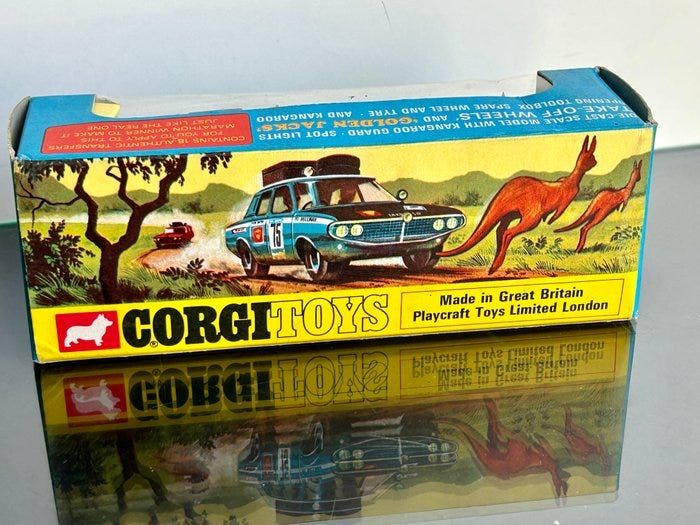 DIE-CAST SCALE MODEL WITH KANGAROO GUARD, SPOT LIGHTS
'TAKE-OFF WHEELS' AND 'GOLDEN JACKS'
OPENING TOOLBOX SPARE WHEEL AND TYRE AND KANGAROO
CONTAINS 18 AUTHENTIC TRANSFERS
FOR YOU TO APPLY TO THIS
MARATHON WINNER TO MAKE IT
JUST LIKE THE REAL ONE
75
HILLMAN
CORGI TOYS
®
Made in Great Britain
Playcraft Toys Limited London